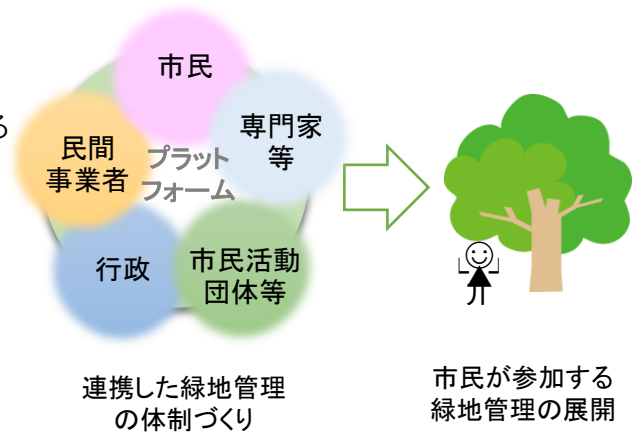 市民
る
専門家
等
民間
事業者
プラット
フォーム
行政
市民活動
団体等
連携した緑地管理
の体制づくり
市民が参加する
緑地管理の展開